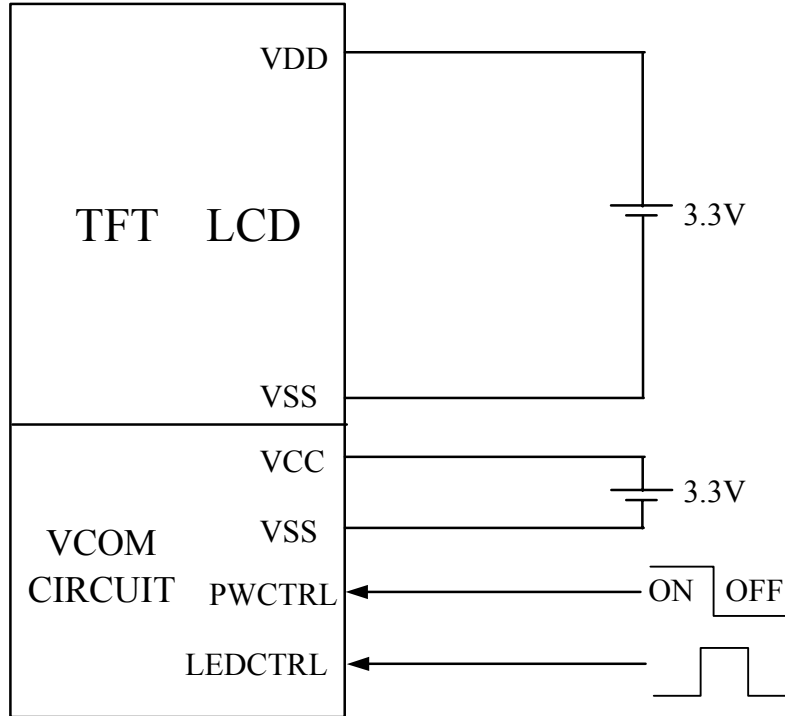 VDD
TFT LCD
3.3V
VSS
VCC
3.3V
VSS
VCOM
CIRCUIT
PWCTRL
ON OFF
LEDCTRL